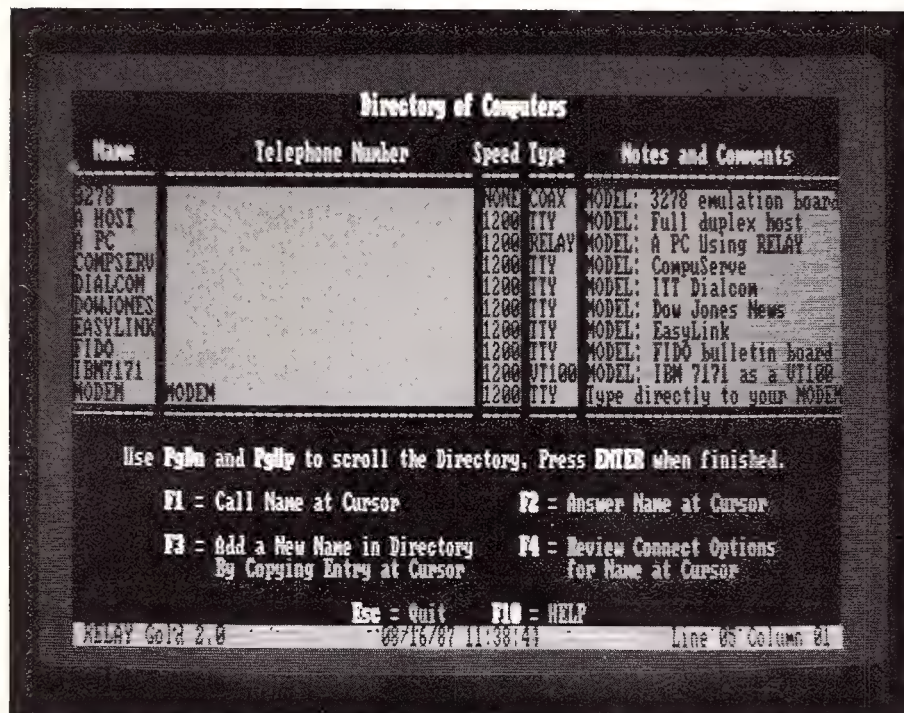 Directory of Computers
Name Telephone Number Speed Type Notes and Comments
3278 NONE COAX MODEL: 3278 emulation board
A HOST 1200 TTY MODEL: Full duplex host
A PC 1200 RELAY MODEL: A PC Using RELAY
COMPSERV 1200 TTY MODEL: CompuServe
DIALCOM 1200 TTY MODEL: ITT Dialcom
DOWJONES 1200 TTY MODEL: Dow Jones News
EASYLINK 1200 TTY MODEL: EasyLink
FIDO 1200 TTY MODEL: FIDO bulletin board
IBM7171 1200 VT100 MODEL: IBM 7171 as a VT100
MODEM MODEM 1200 TTY Type directly to your MODEM
Use PgDn and PgUp to scroll the Directory. Press ENTER when finished.
F1 = Call Name at Cursor F2 = Answer Name at Cursor
F3 = Add a New Name in Directory F4 = Review Connect Options
By Copying Entry at Cursor for Name at Cursor
Esc = Quit F10 = HELP
RELAY Gold 2.0 11:38:44 Line 05 Column 01